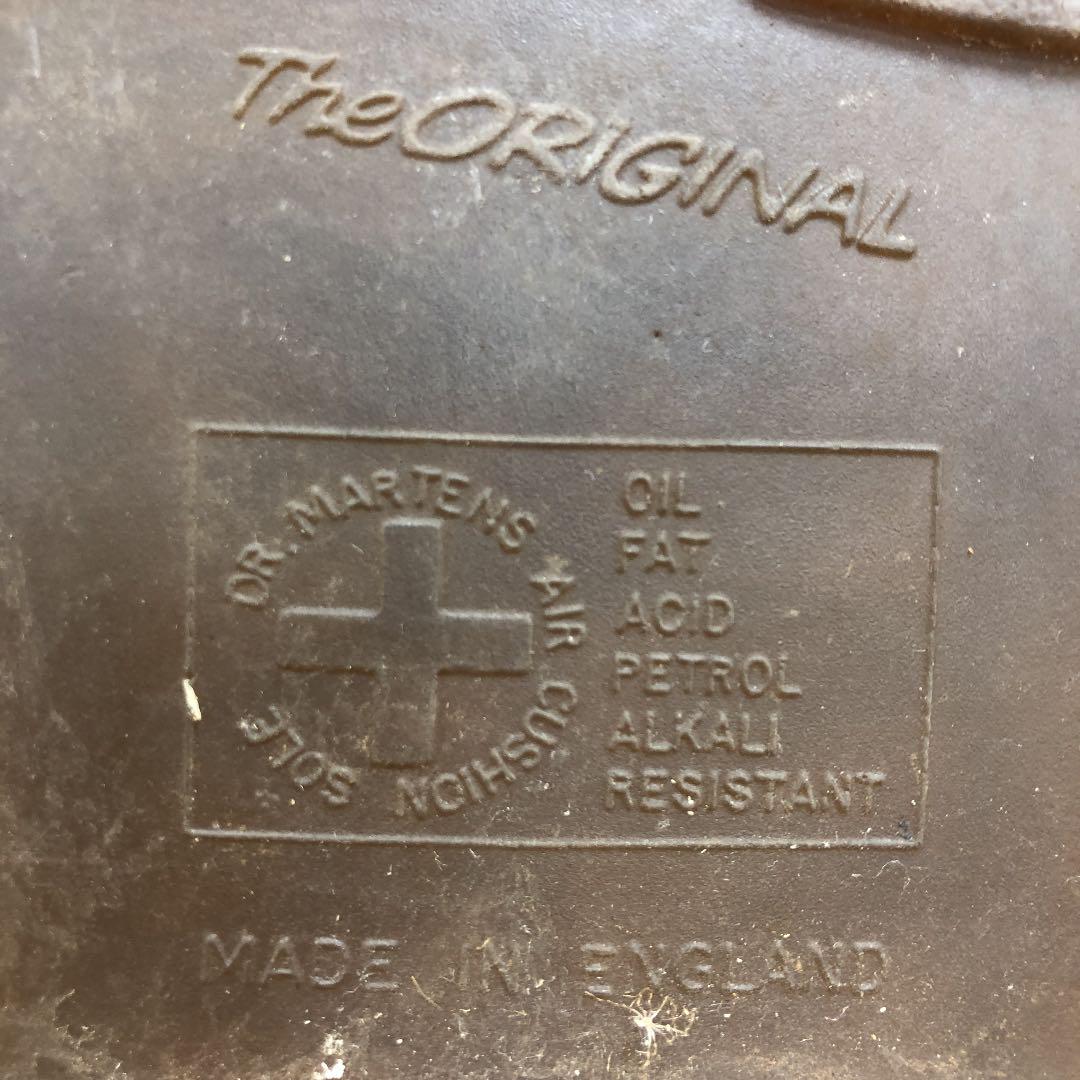 The ORIGINAL
DR. MARTENS AIR CUSHION SOLE
OIL
FAT
ACID
PETROL
ALKALI
RESISTANT
MADE IN ENGLAND